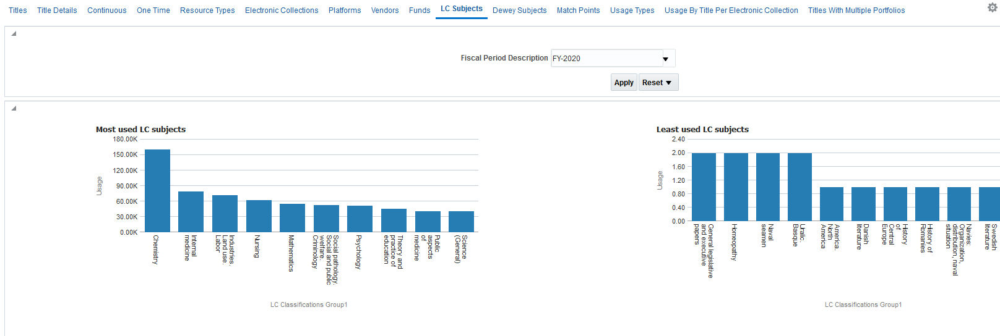 Titles Title Details Continuous One Time Resource Types Electronic Collections Platforms Vendors Funds LC Subjects Dewey Subjects Match Points Usage Types Usage By Title Per Electronic Collection Titles With Multiple Portfolios
Fiscal Period Description FY-2020
Apply Reset
Most used LC subjects
180.00K
150.00K
120.00K
90.00K
60.00K
30.00K
0.00K
Usage
Chemistry
Internal
medicine
Industries.
Land use.
Labor
Nursing
Mathematics
Social pathology.
Social and public
welfare.
Criminology
Psychology
Theory and
practice of
education
Public
aspects
of
medicine
Science
(General)
LC Classifications Group1
Least used LC subjects
2.40
2.00
1.60
1.20
0.80
0.40
0.00
Usage
General legislative
and executive
papers
Homeopathy
Naval
seamen
Uralic.
Basque
America.
North
America
Danish
literature
History
of
Central
Europe
History of
Romanies
Navies:
Organization,
distribution, naval
situation
Swedish
literature
LC Classifications Group1